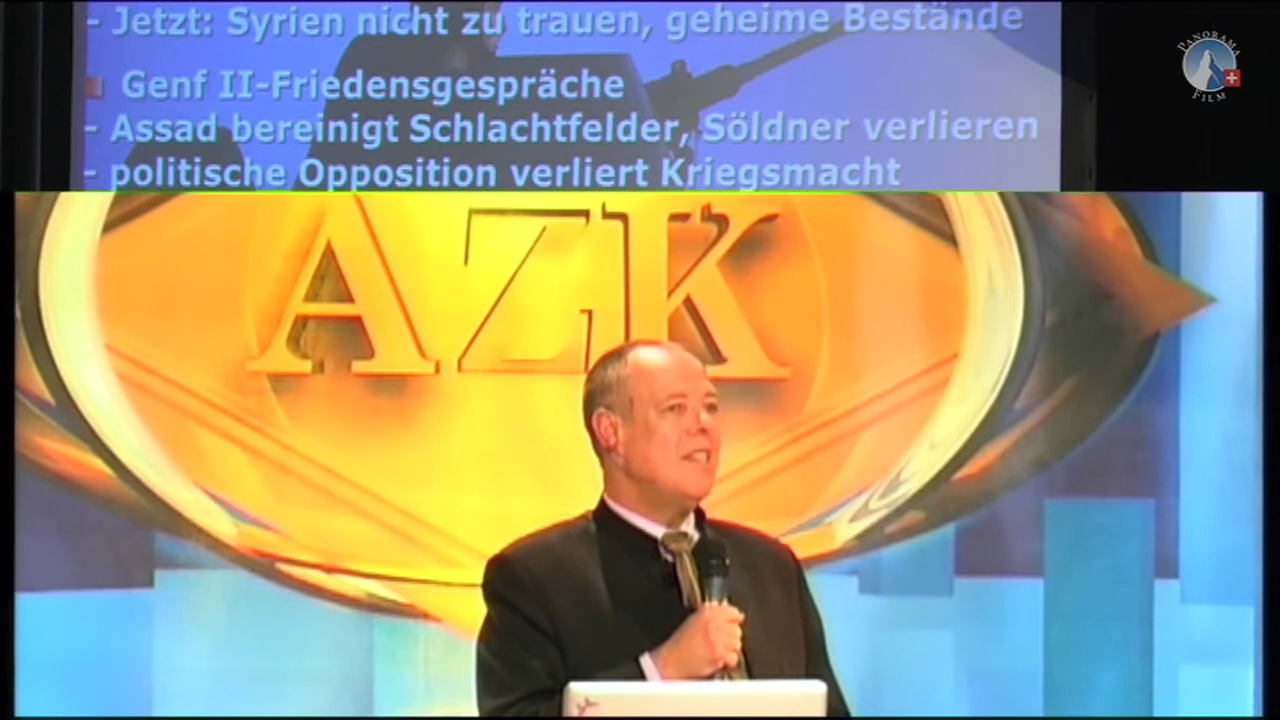 - Jetzt: Syrien nicht zu trauen, geheime Bestände
Genf II-Friedensgespräche
- Assad bereinigt Schlachtfelder, Söldner verlieren
- politische Opposition verliert Kriegsmacht
PANORAMA
FILM
AZK